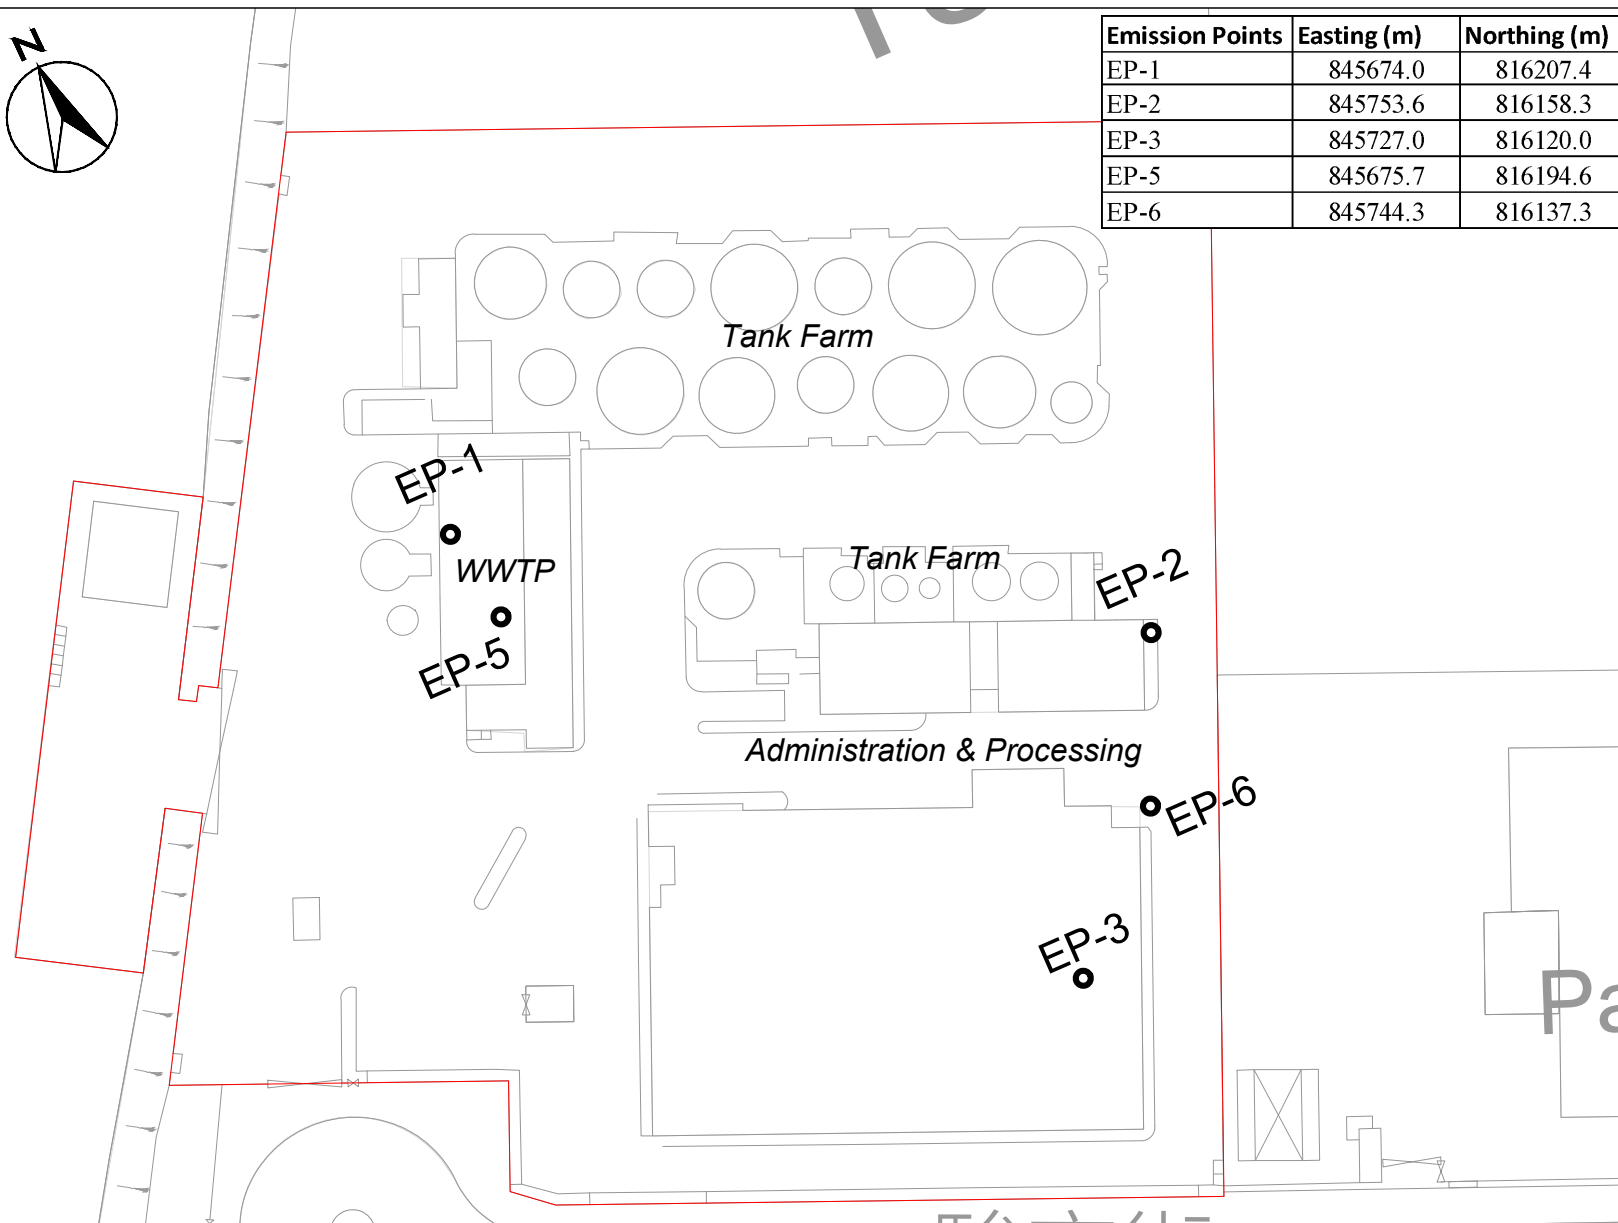 N
Emission Points Easting (m) Northing (m)
EP-1 845674.0 816207.4
EP-2 845753.6 816158.3
EP-3 845727.0 816120.0
EP-5 845675.7 816194.6
EP-6 845744.3 816137.3
Tank Farm
EP-1
WWTP
EP-5
Tank Farm
EP-2
Administration & Processing
EP-6
EP-3
Pa